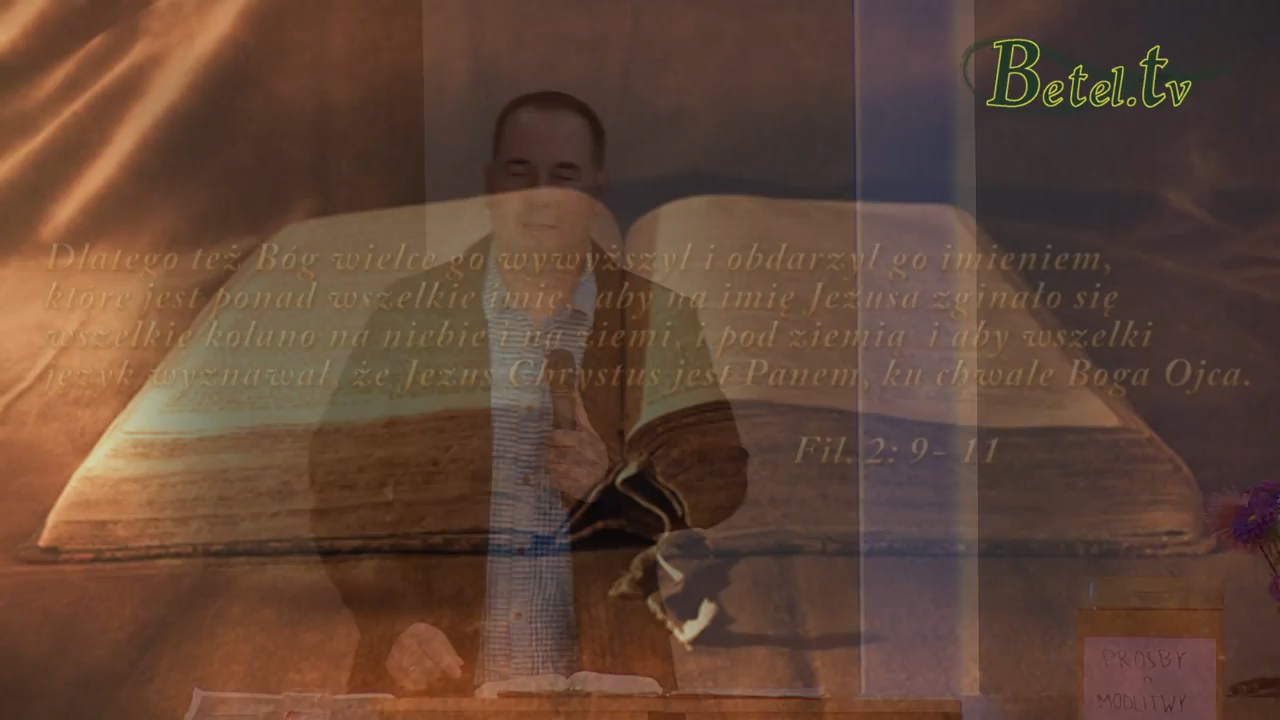 Betel.tv
Dlatego też Bóg wielce go wywyższył i obdarzył go imieniem,
które jest ponad wszelkie imię, aby na imię Jezusa zginało się
wszelkie kolano na niebie i na ziemi, i pod ziemią i aby wszelki
język wyznawał, że Jezus Chrystus jest Panem, ku chwale Boga Ojca.
Fil. 2: 9- 11
PROŚBY
o
MODLITWY